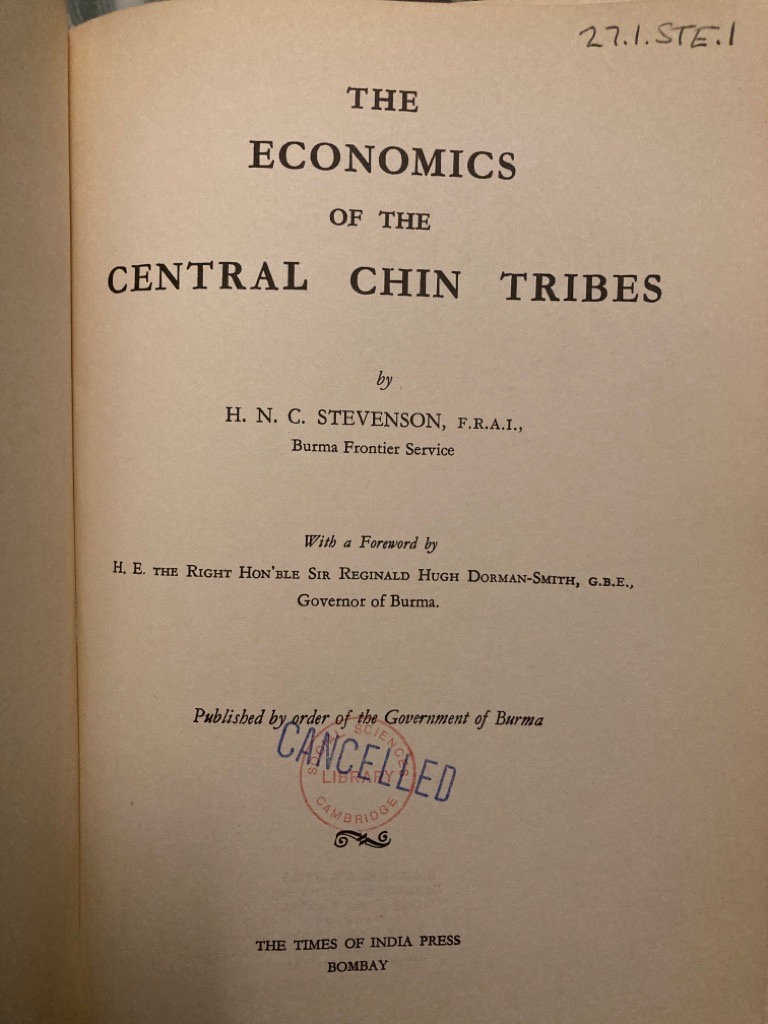 27.1.STE.1
THE
ECONOMICS
OF THE
CENTRAL CHIN TRIBES
by
H. N. C. STEVENSON, F.R.A.I.,
Burma Frontier Service
With a Foreword by
H. E. THE RIGHT HON'BLE SIR REGINALD HUGH DORMAN-SMITH, G.B.E.,
Governor of Burma.
Published by order of the Government of Burma
CANCELLED
SOCIAL SCIENCES
LIBRARY
CAMBRIDGE
THE TIMES OF INDIA PRESS
BOMBAY